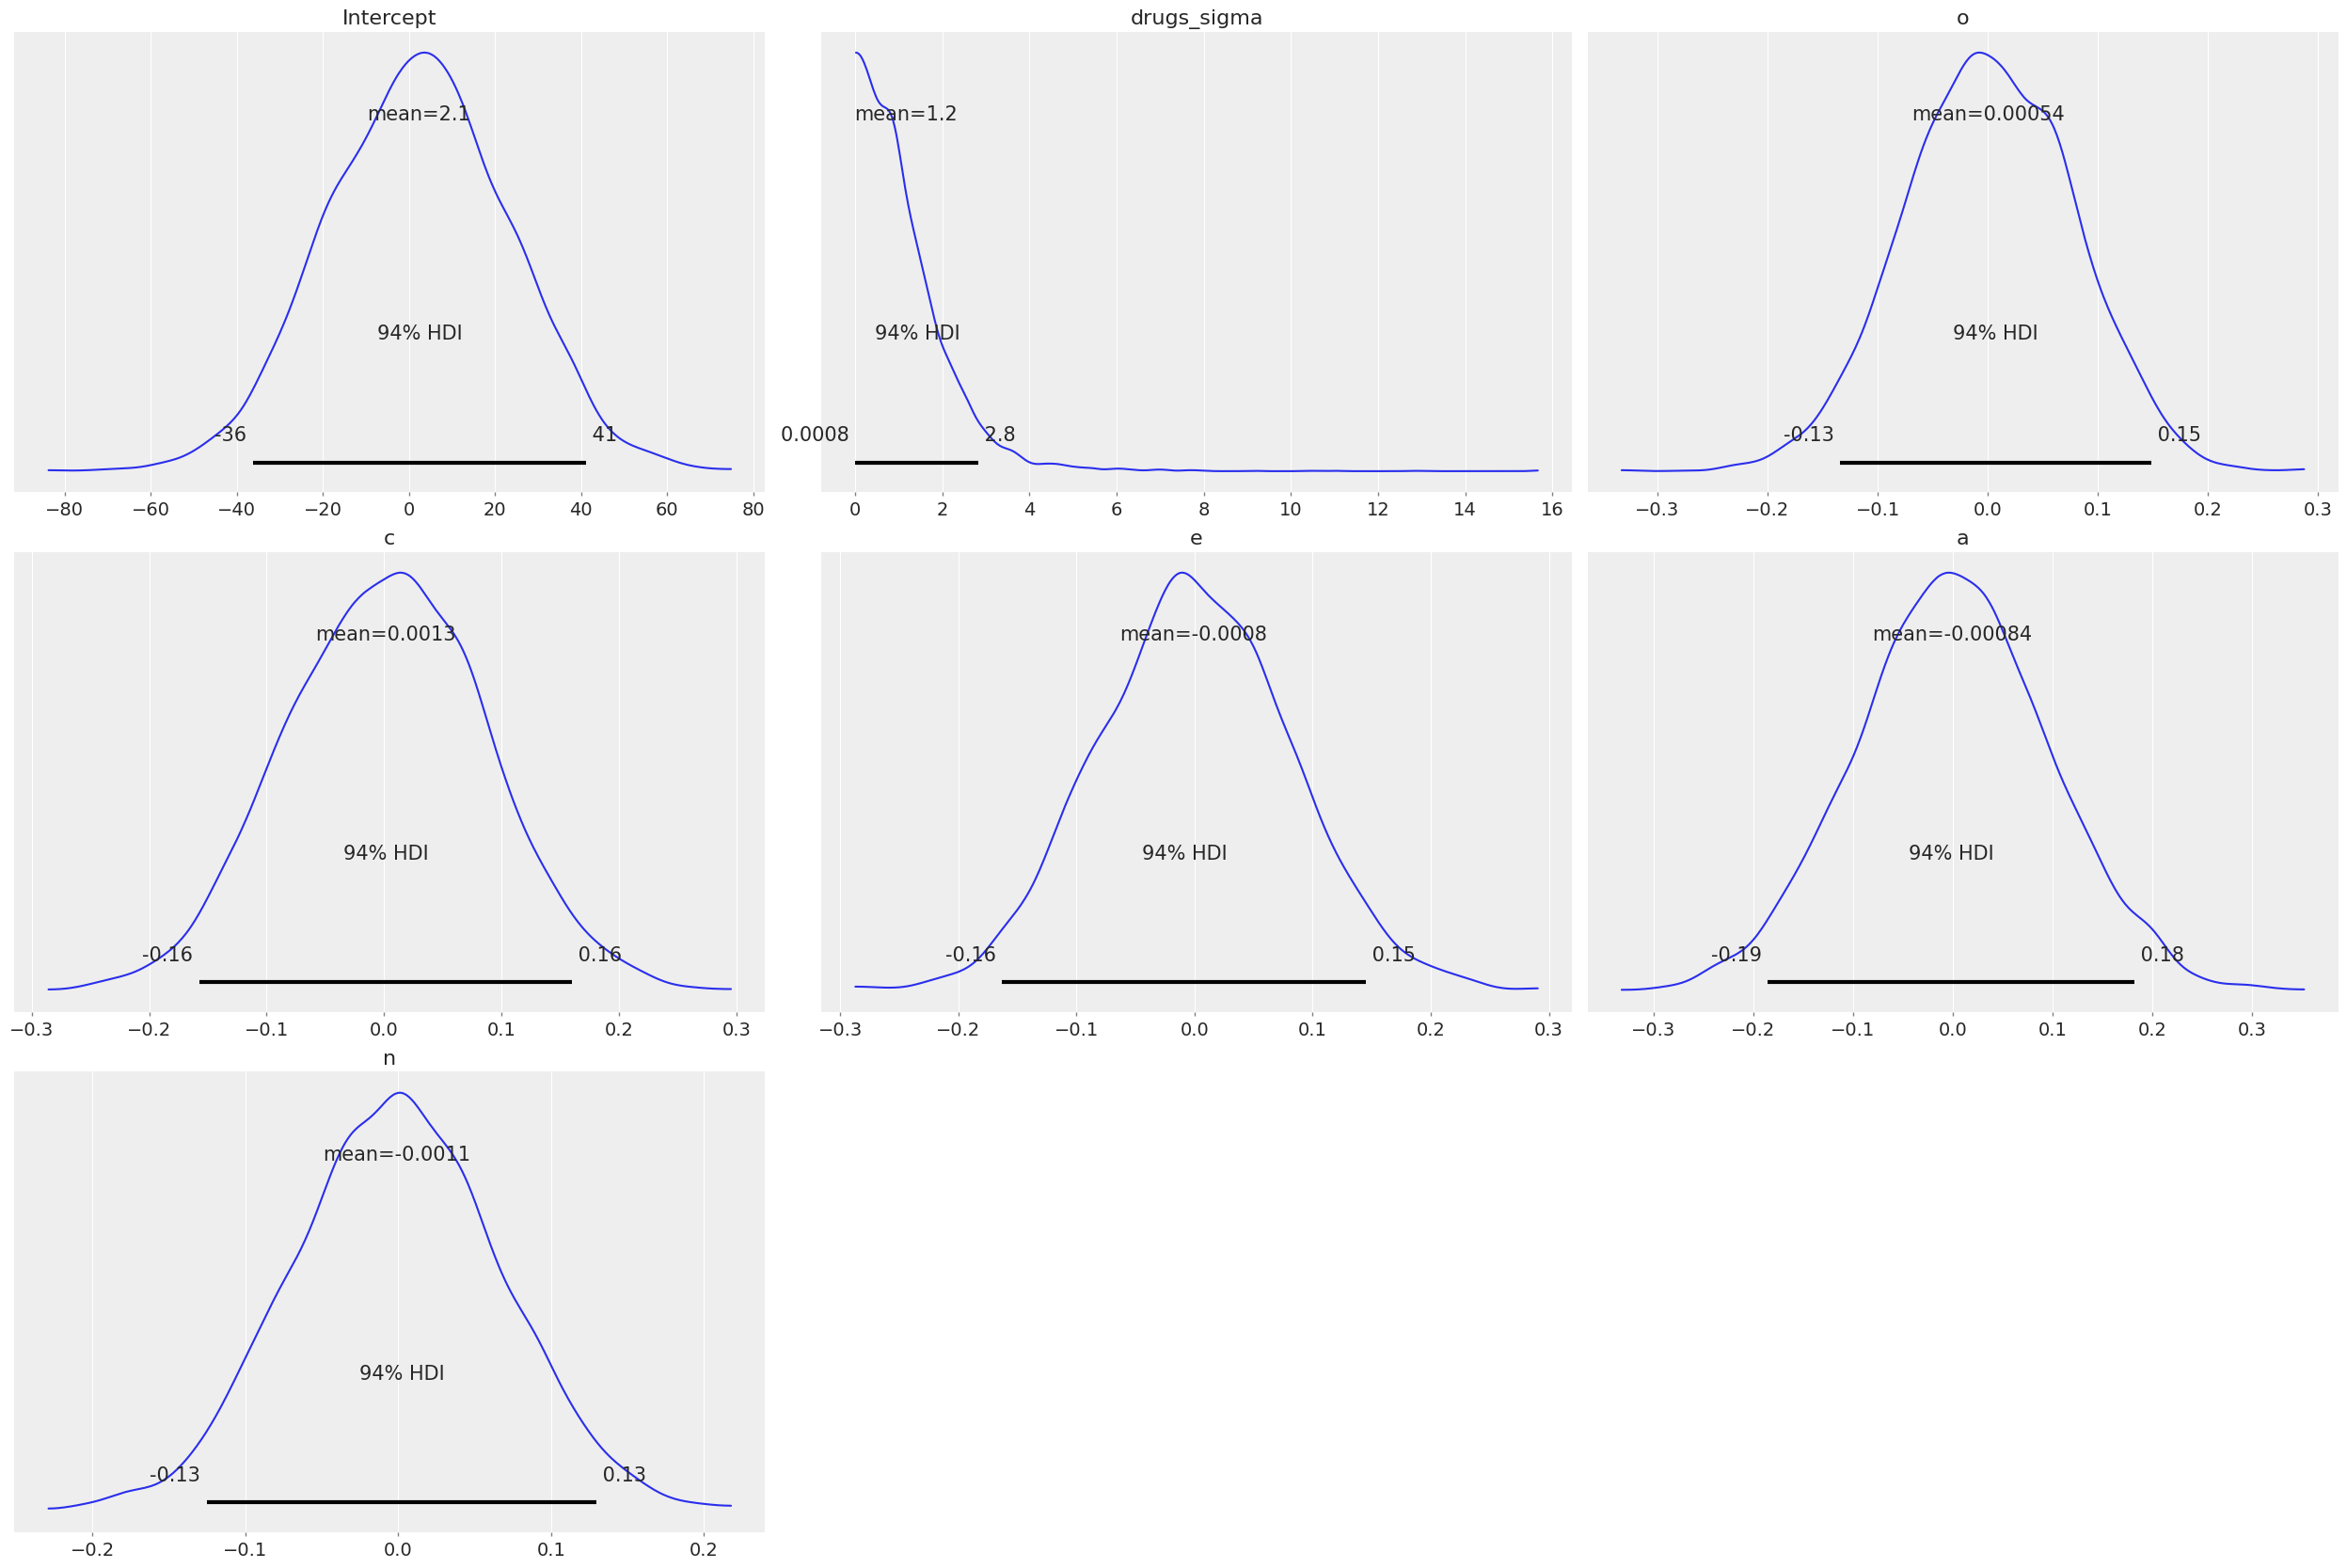 Intercept
mean=2.1
94% HDI
-36 41
−80 −60 −40 −20 0 20 40 60 80
drugs_sigma
mean=1.2
94% HDI
0.0008 2.8
0 2 4 6 8 10 12 14 16
o
mean=0.00054
94% HDI
-0.13 0.15
−0.3 −0.2 −0.1 0.0 0.1 0.2 0.3
c
mean=0.0013
94% HDI
-0.16 0.16
−0.3 −0.2 −0.1 0.0 0.1 0.2 0.3
e
mean=-0.0008
94% HDI
-0.16 0.15
−0.3 −0.2 −0.1 0.0 0.1 0.2 0.3
a
mean=-0.00084
94% HDI
-0.19 0.18
−0.3 −0.2 −0.1 0.0 0.1 0.2 0.3
n
mean=-0.0011
94% HDI
-0.13 0.13
−0.2 −0.1 0.0 0.1 0.2